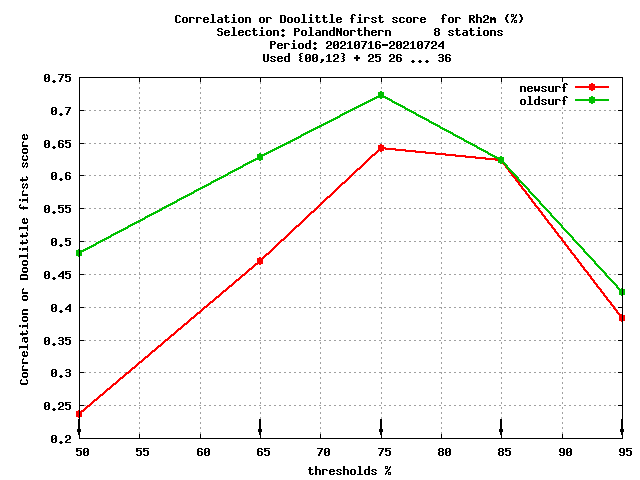 Correlation or Doolittle first score  for Rh2m (%)
Selection: PolandNorthern      8 stations
Period: 20210716-20210724
Used {00,12} + 25 26 ... 36
newsurf
oldsurf
0.75
0.7
0.65
0.6
0.55
0.5
0.45
0.4
0.35
0.3
0.25
0.2
Correlation or Doolittle first score
50 55 60 65 70 75 80 85 90 95
thresholds %